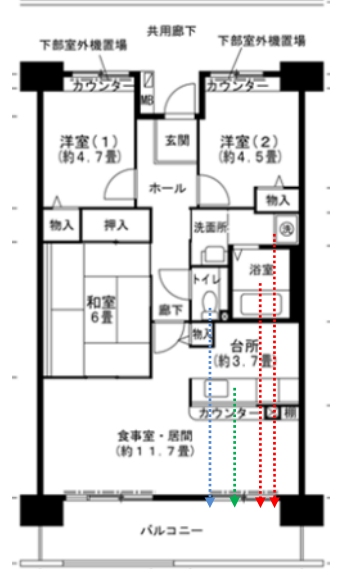 共用廊下
下部室外機置場
下部室外機置場
カウンター
MB
カウンター
洋室(1)
(約4.7畳)
玄関
洋室(2)
(約4.5畳)
ホール
物入
物入
押入
洗面所
洗
浴室
トイレ
和室
6畳
廊下
物入
台所
(約3.7畳)
カウンター
棚
食事室・居間
(約11.7畳)
バルコニー